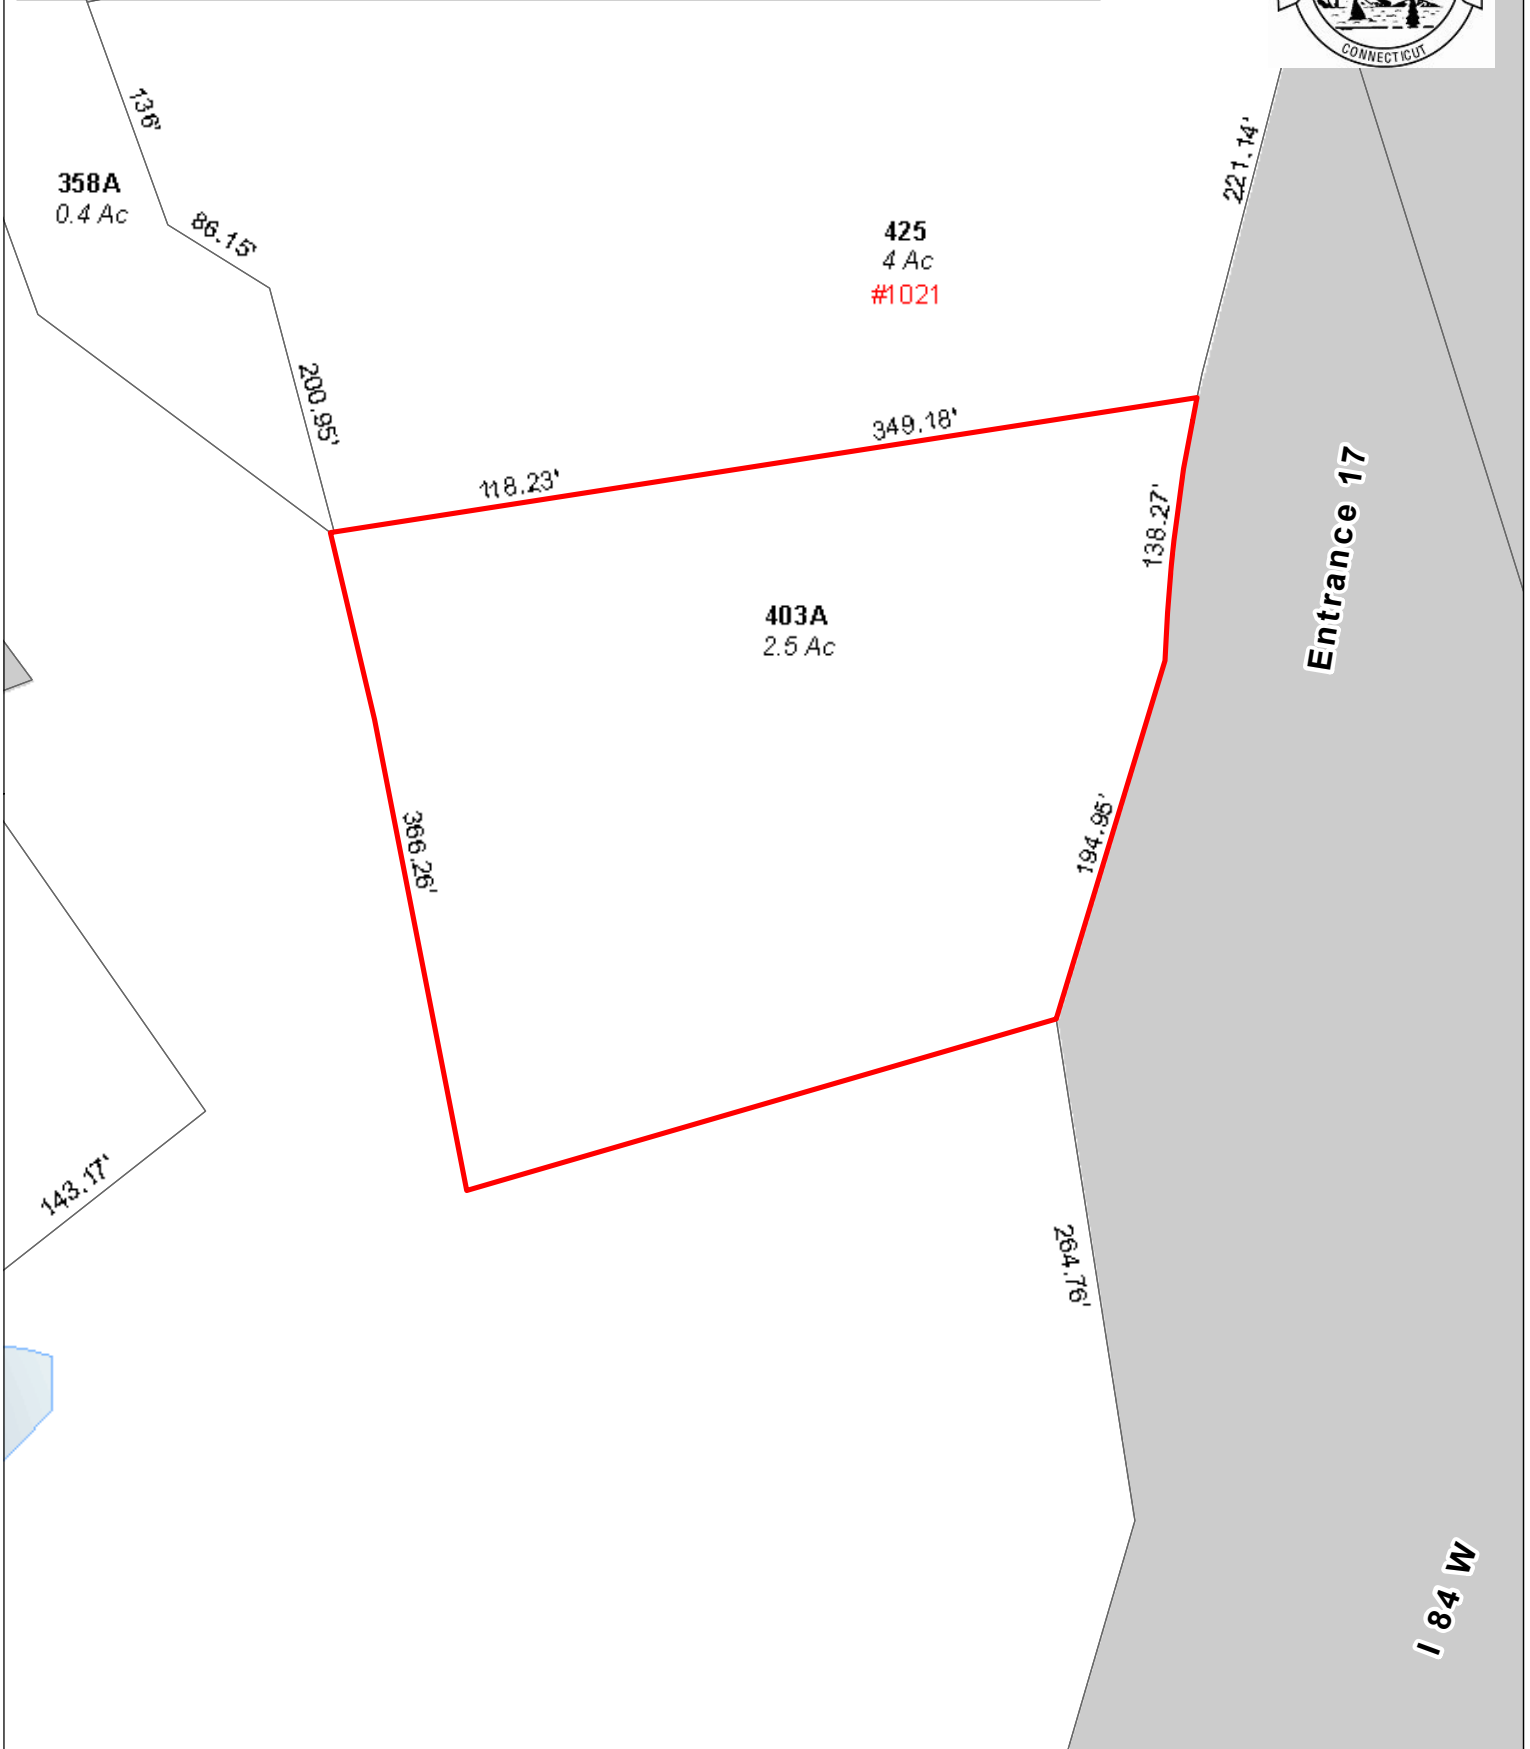 CONNECTICUT
136'
221.14'
358A
0.4 Ac
86.15'
425
4 Ac
#1021
200.95'
349.18'
118.23'
138.27'
Entrance 17
403A
2.5 Ac
194.95'
366.26'
143.17'
264.76'
I 84 W